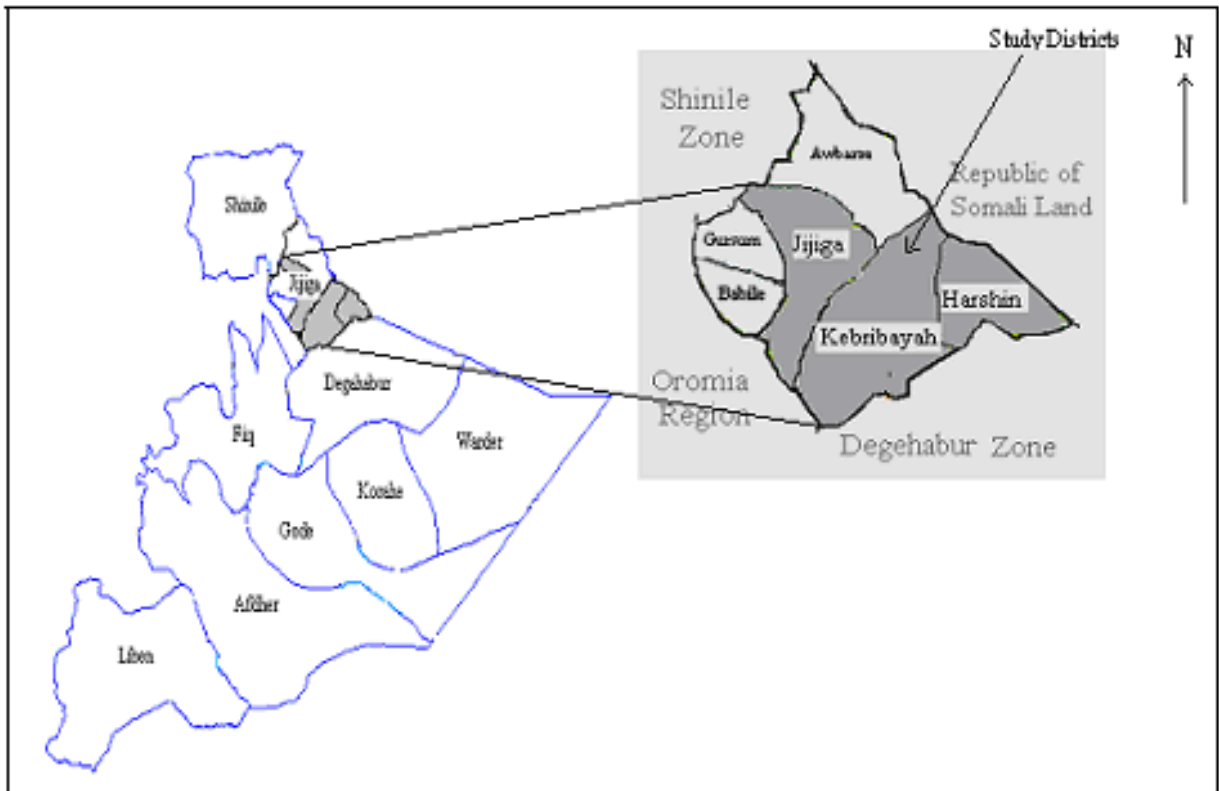 Study Districts
N
Shinile
Zone
Awbarre
Republic of
Somali Land
Gursum
Jijiga
Babile
Harshin
Kebribayah
Oromia
Region
Degehabur Zone
Shinile
Jijiga
Degehabur
Fiq
Warder
Korahe
Gode
Afdher
Liben